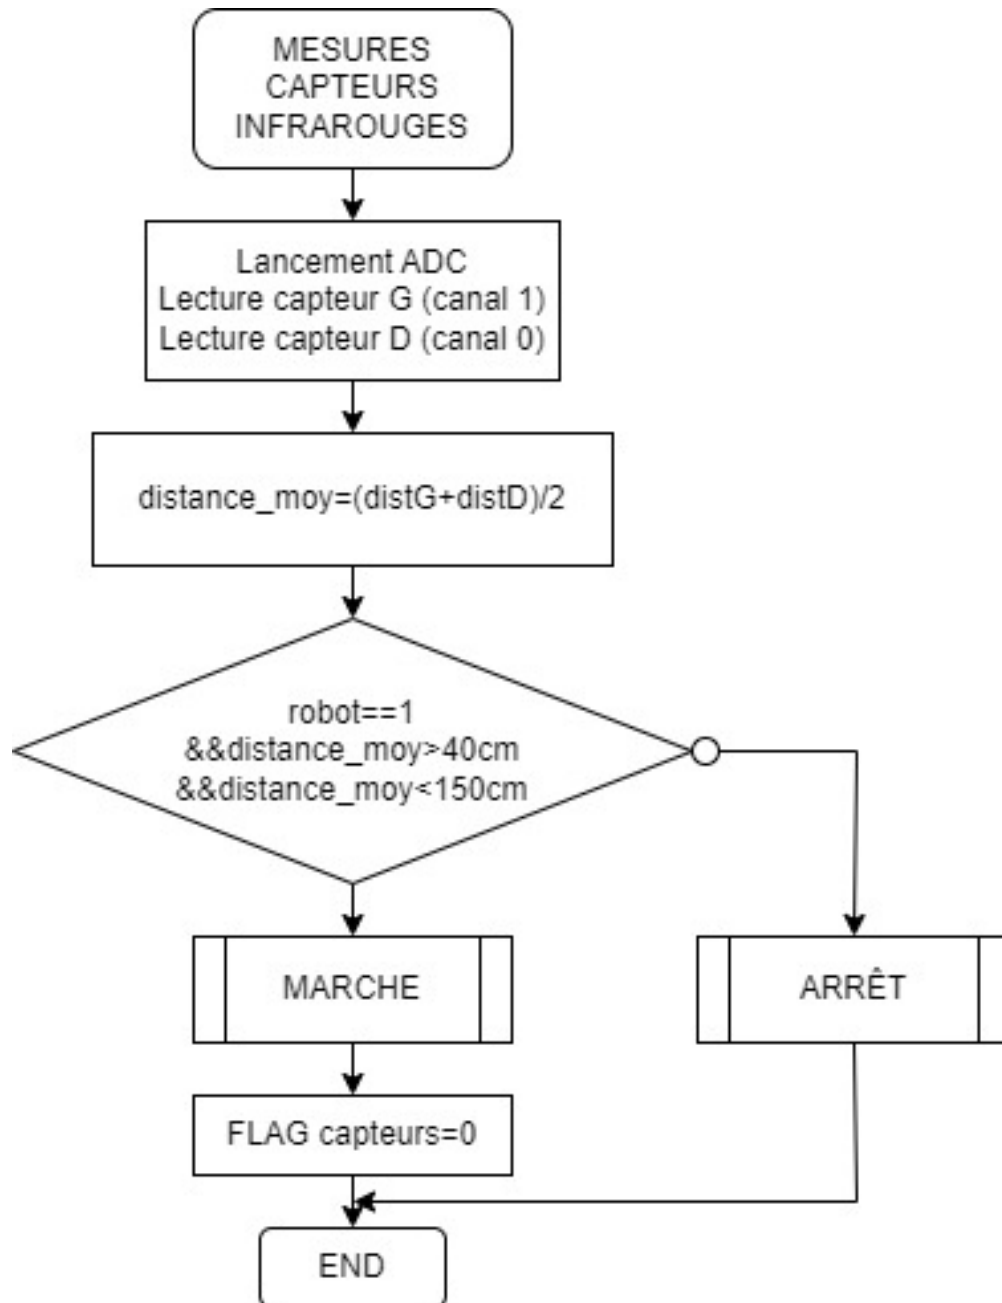 MESURES
CAPTEURS
INFRAROUGES
Lancement ADC
Lecture capteur G (canal 1)
Lecture capteur D (canal 0)
distance_moy=(distG+distD)/2
robot==1
&&distance_moy>40cm
&&distance_moy<150cm
MARCHE
ARRÊT
FLAG capteurs=0
END